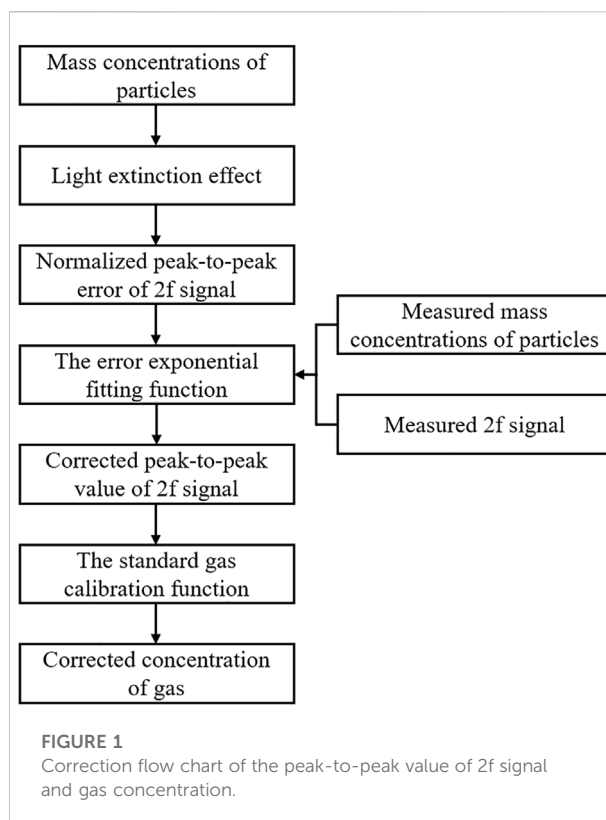 Mass concentrations of
particles
Light extinction effect
Normalized peak-to-peak
error of 2f signal
Measured mass
concentrations of particles
The error exponential
fitting function
Measured 2f signal
Corrected peak-to-peak
value of 2f signal
The standard gas
calibration function
Corrected concentration
of gas
FIGURE 1
Correction flow chart of the peak-to-peak value of 2f signal
and gas concentration.